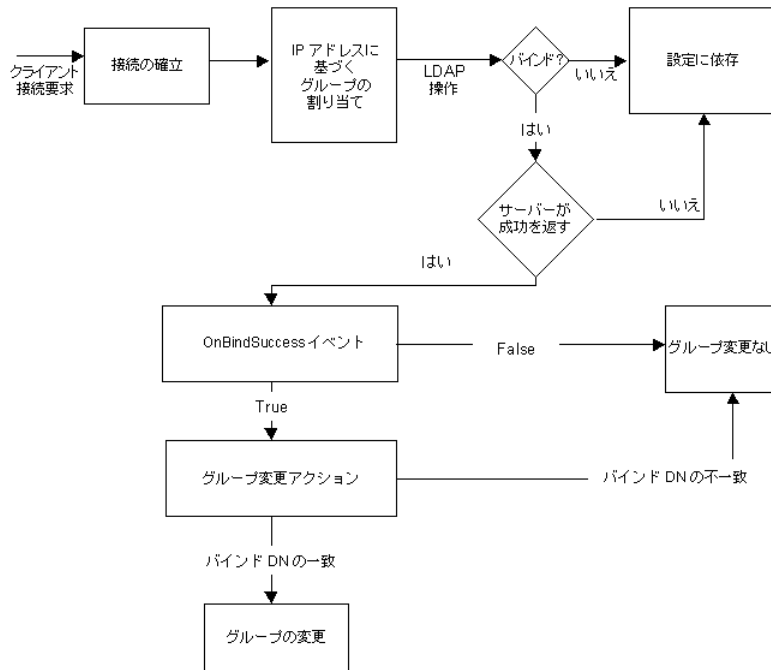 クライアント
接続要求
接続の確立
IP アドレスに
基づく
グループの
割り当て
LDAP
操作
バインド?
いいえ
設定に依存
はい
サーバーが
成功を返す
いいえ
はい
OnBindSuccessイベント
False
グループ変更なし
True
グループ変更アクション
バインド DN の不一致
バインド DN の一致
グループの変更